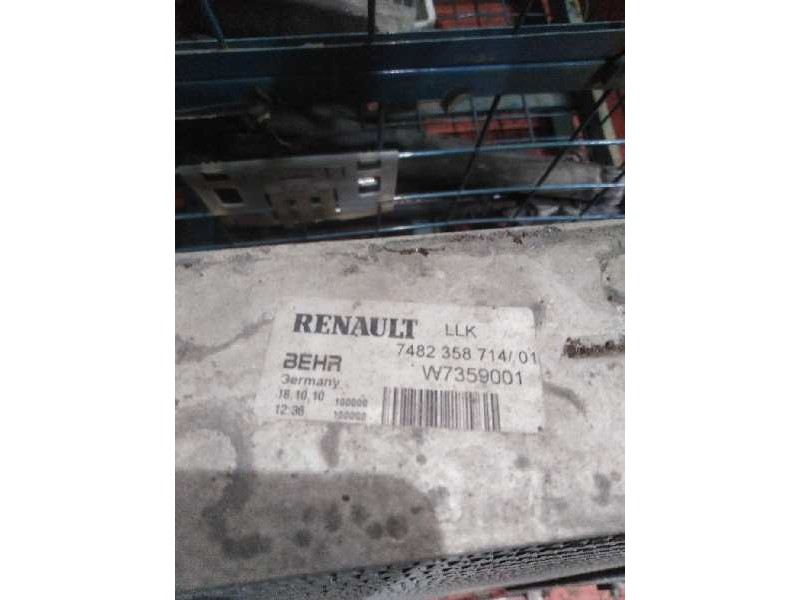 RENAULT LLK
7482 358 714/01
BEHR W7359001
Germany
18.10.10 100000
12:36 100000